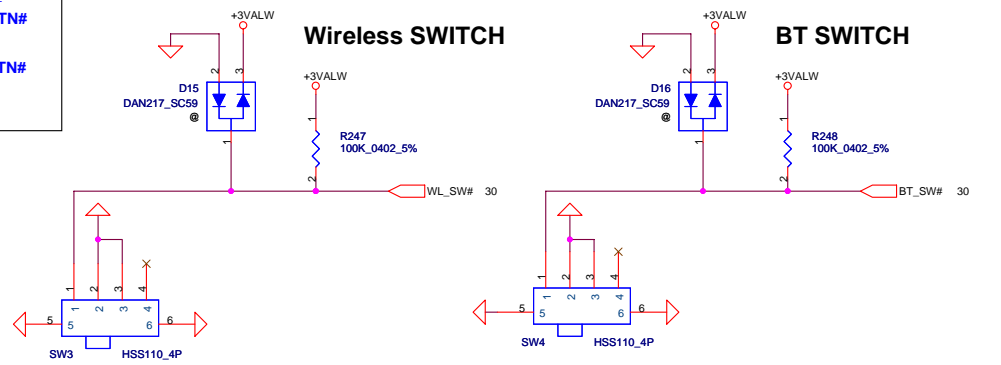 TN#
TN#
+3VALW
Wireless SWITCH
2
3
D15
DAN217_SC59
@
1
+3VALW
1
R247
100K_0402_5%
2
WL_SW# 30
1
2
3
4
1
2
3
4
5
5
6
6
SW3
HSS110_4P
+3VALW
BT SWITCH
2
3
D16
DAN217_SC59
@
1
+3VALW
1
R248
100K_0402_5%
2
BT_SW# 30
1
2
3
4
1
2
3
4
5
5
6
6
SW4
HSS110_4P